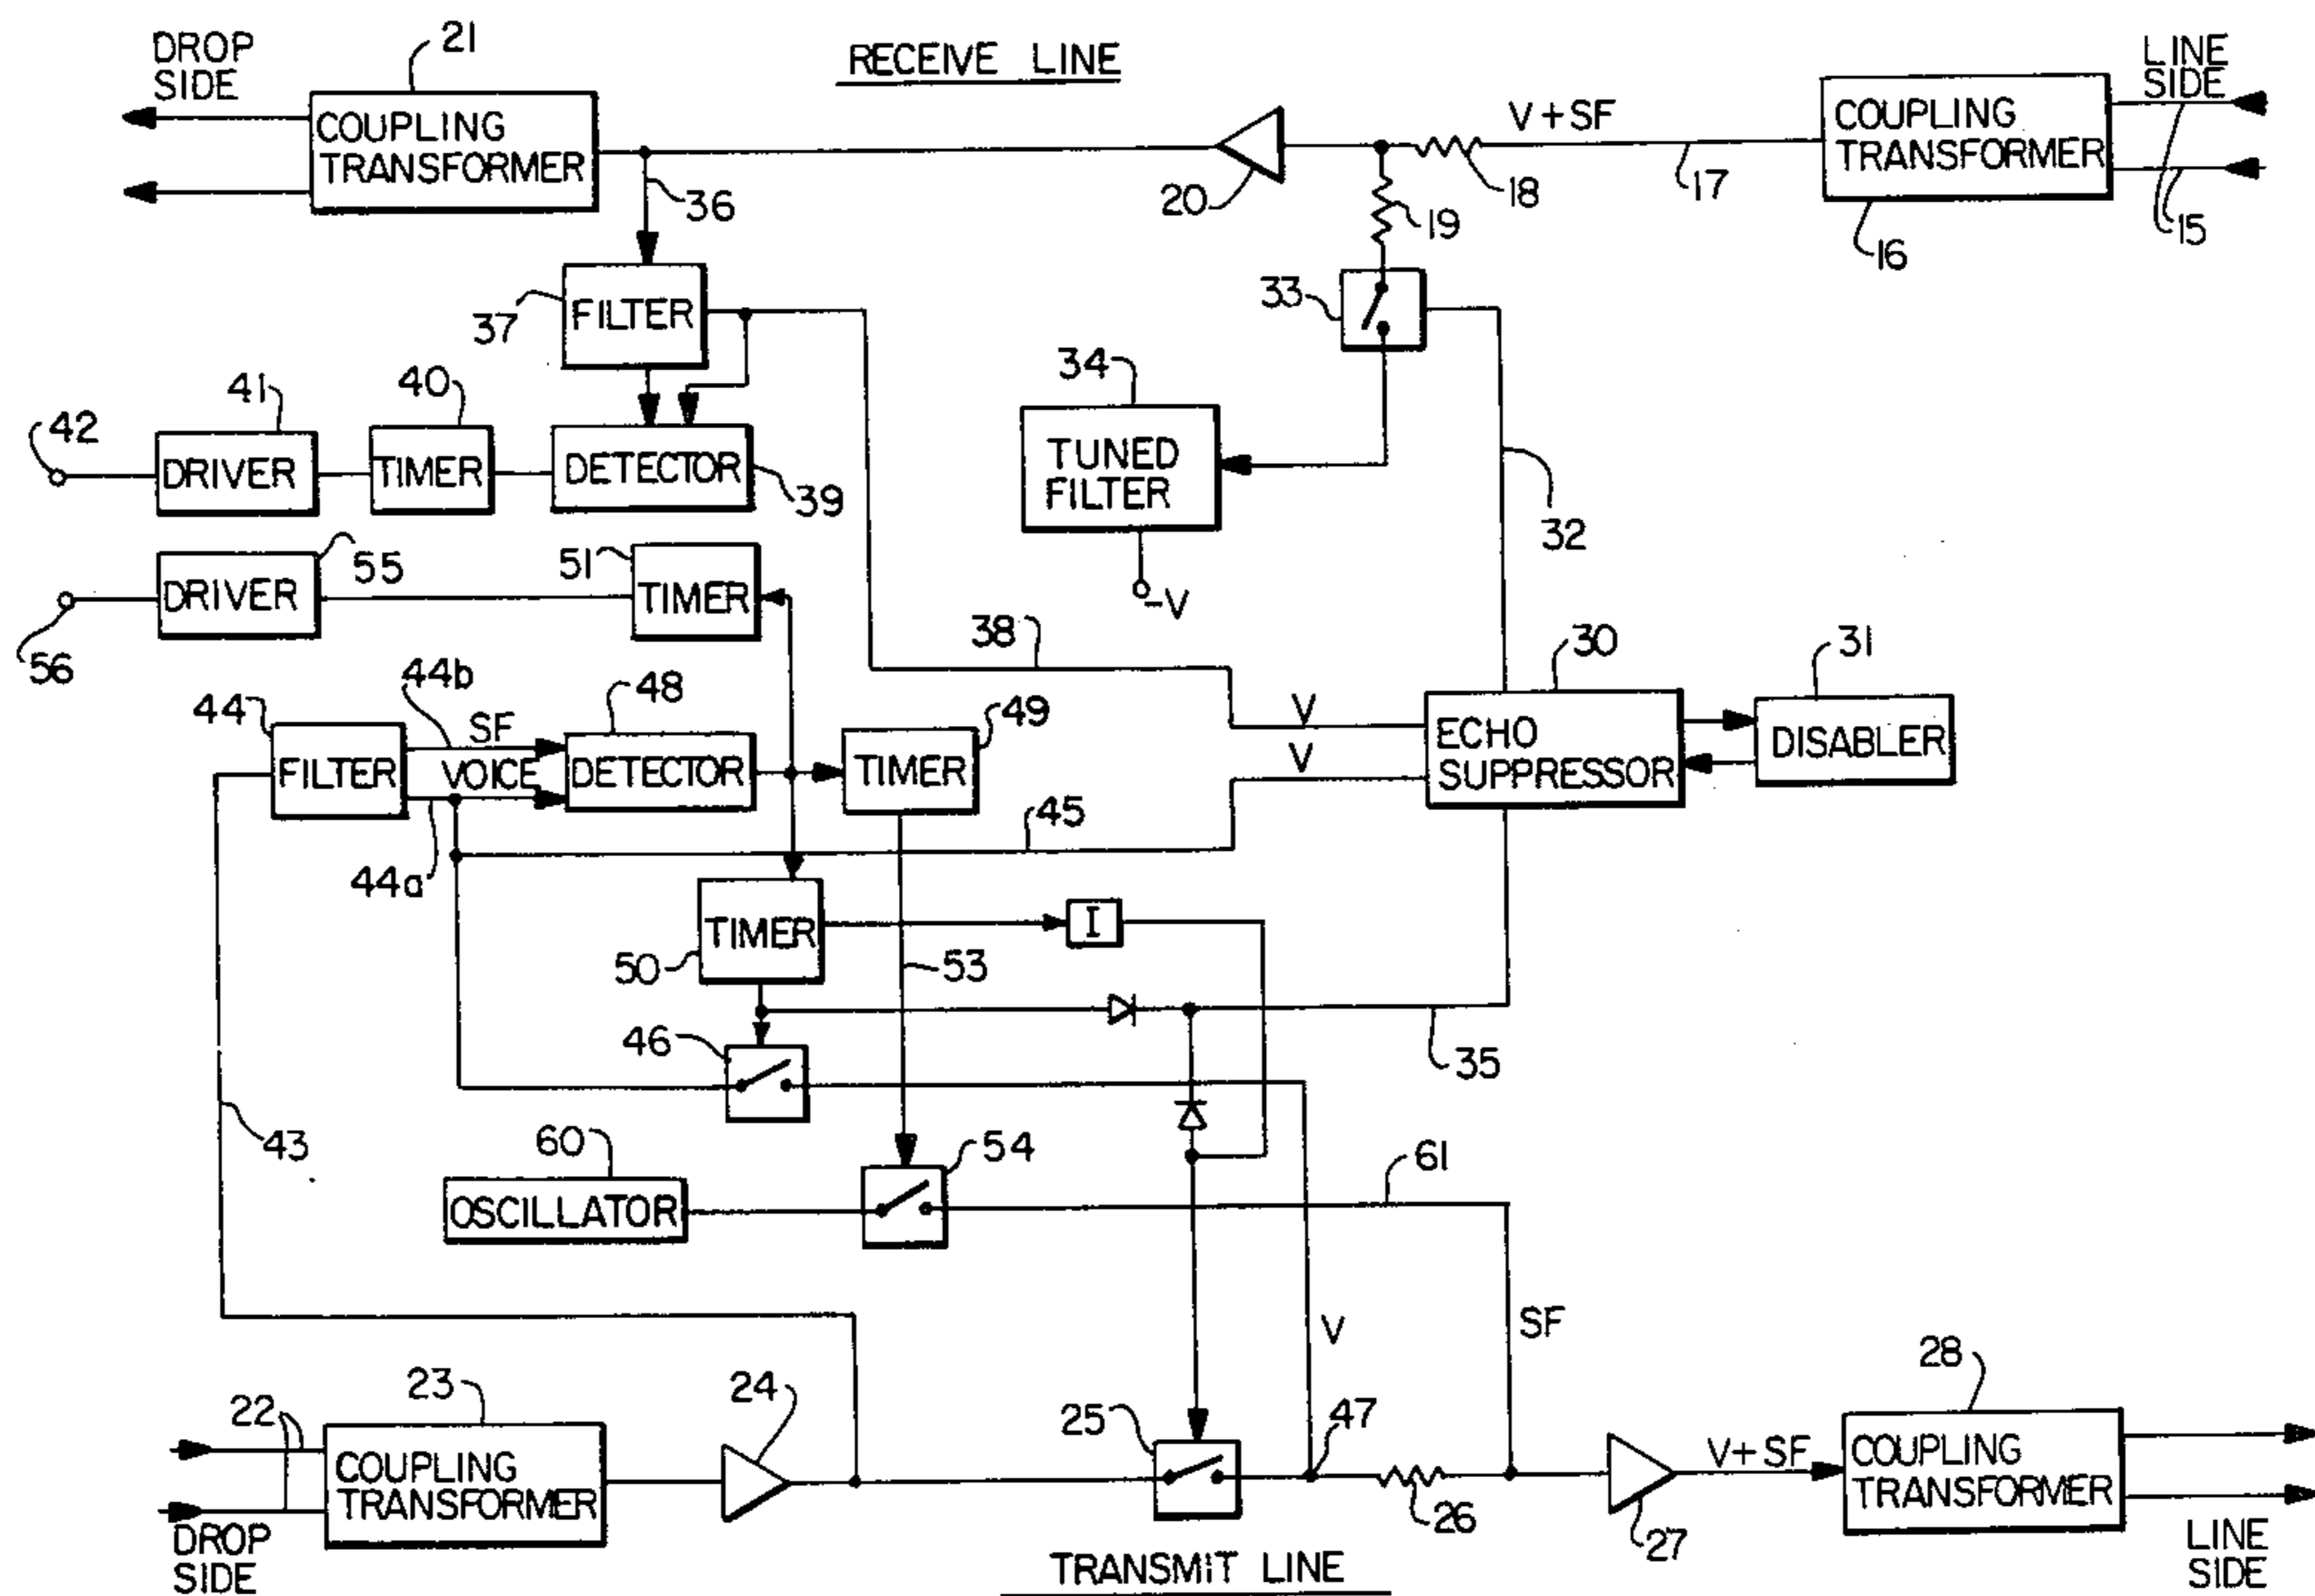 DROP
SIDE
21
RECEIVE LINE
LINE
SIDE
COUPLING
TRANSFORMER
V+SF
COUPLING
TRANSFORMER
36
20
18
17
15
19
16
37
FILTER
33
34
42
41
40
DRIVER
TIMER
DETECTOR
39
TUNED
FILTER
32
55
51
DRIVER
TIMER
-V
56
38
30
31
44
44b
48
49
SF
V
FILTER
VOICE
DETECTOR
TIMER
V
ECHO
SUPPRESSOR
DISABLER
44a
45
TIMER
I
50
53
46
35
43
60
54
61
OSCILLATOR
V
SF
22
23
24
25
47
28
COUPLING
TRANSFORMER
V+SF
COUPLING
TRANSFORMER
26
27
DROP
SIDE
TRANSMIT LINE
LINE
SIDE